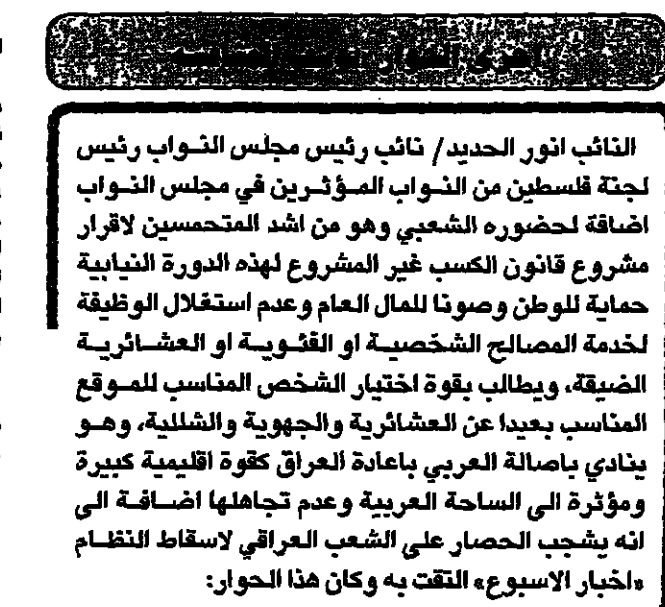 اجرى الحوار:
النائب انور الحديد/ نائب رئيس مجلس النواب رئيس
لجنة فلسطين من النواب المؤثرين في مجلس النواب
اضافة لحضوره الشعبي وهو من اشد المتحمسين لاقرار
مشروع قانون الكسب غير المشروع لهذه الدورة النيابية
حماية للوطن وصونا للمال العام وعدم استغلال الوظيفة
لخدمة المصالح الشخصية او الفئوية او العشائرية
الضيقة، ويطالب بقوة اختيار الشخص المناسب للموقع
المناسب بعيدا عن العشائرية والجهوية والشللية، وهو
ينادي باصالة العربي باعادة العراق كقوة اقليمية كبيرة
ومؤثرة الى الساحة العربية وعدم تجاهلها اضافة الى
انه يشجب الحصار على الشعب العراقي لاسقاط النظام
«اخبار الاسبوع» التقت به وكان هذا الحوار: